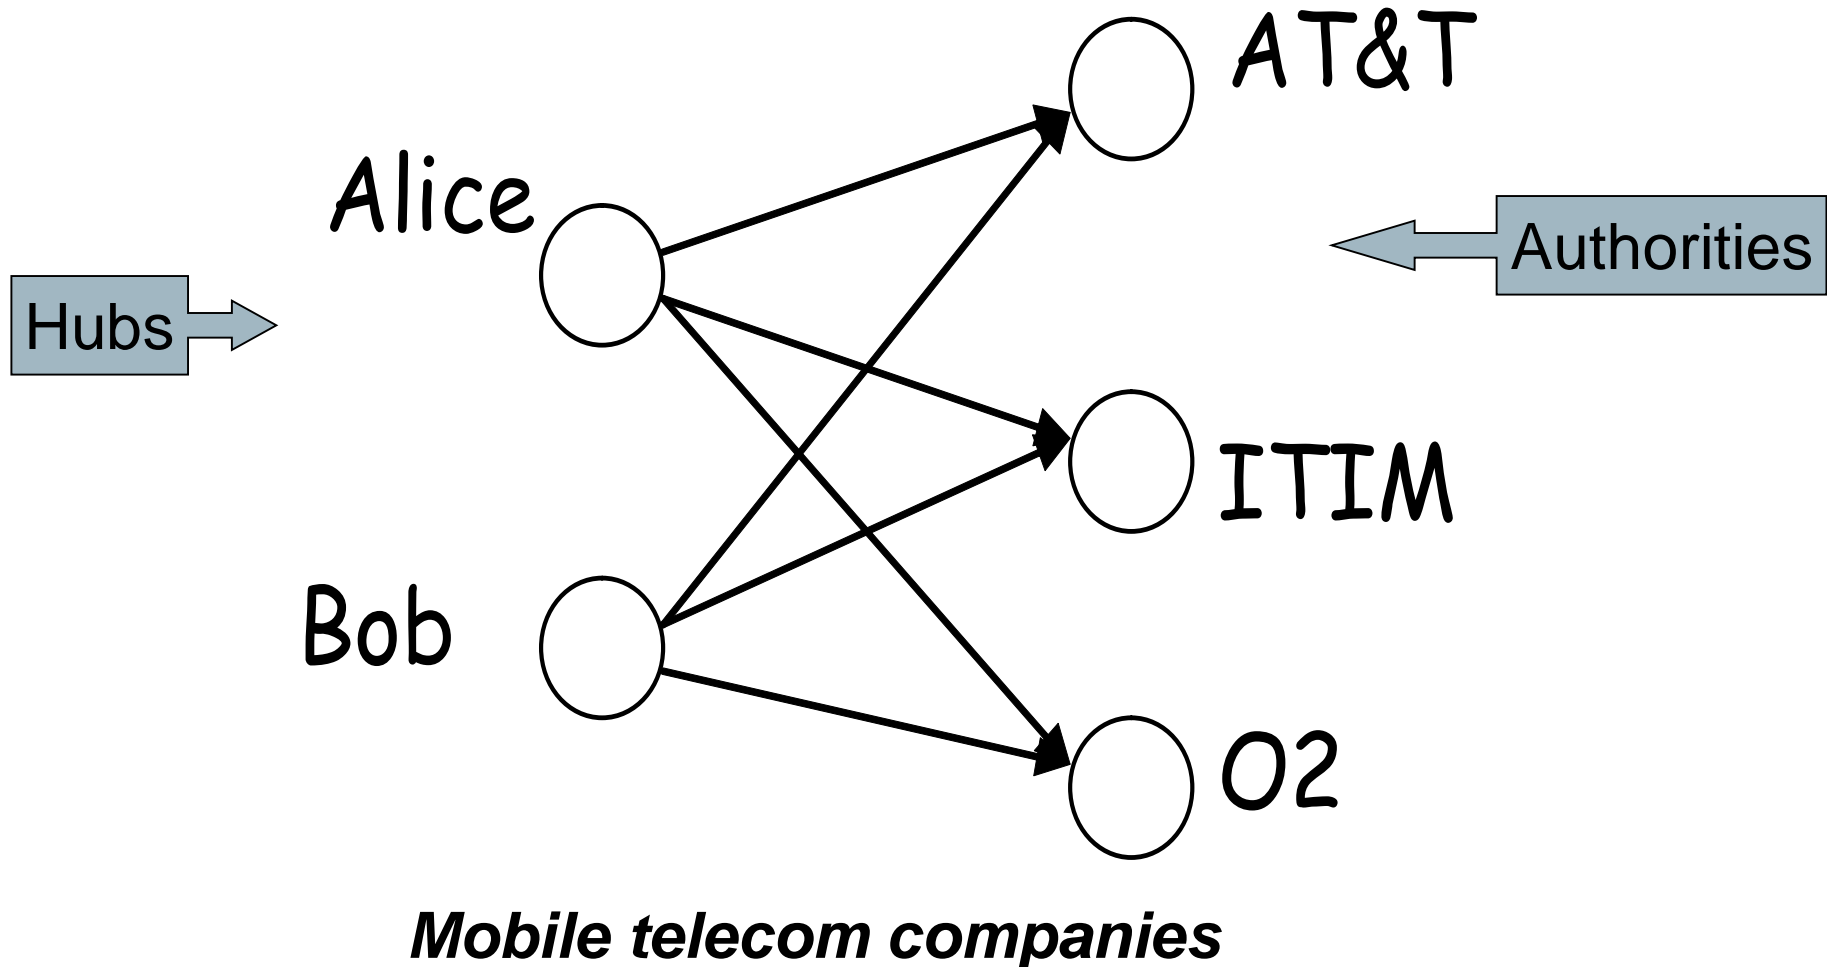 AT&T
Alice
Authorities
Hubs
ITIM
Bob
O2
Mobile telecom companies